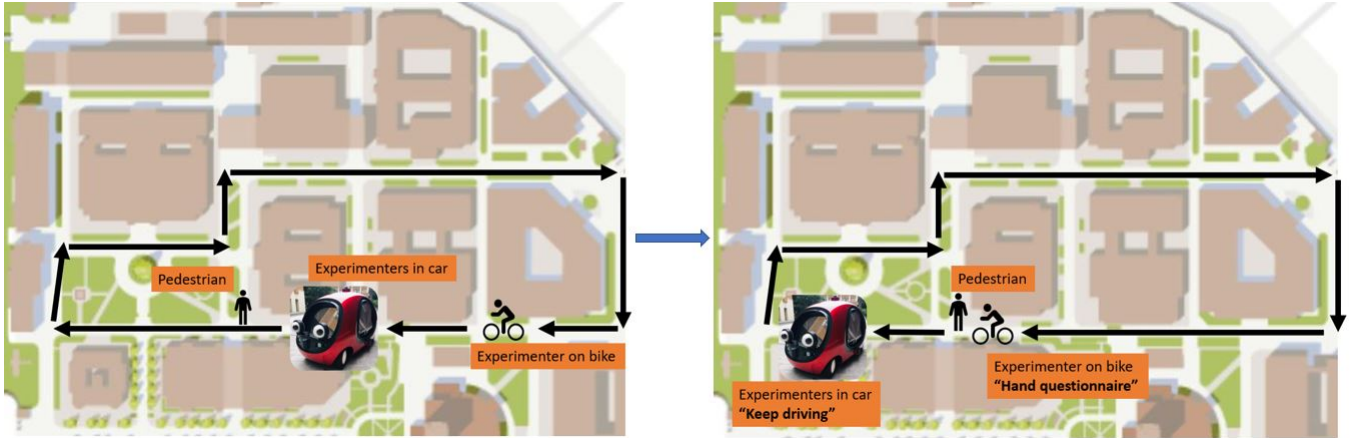 Experimenters in car
Pedestrian
Experimenter on bike
Pedestrian
Experimenter on bike
“Hand questionnaire”
Experimenters in car
“Keep driving”